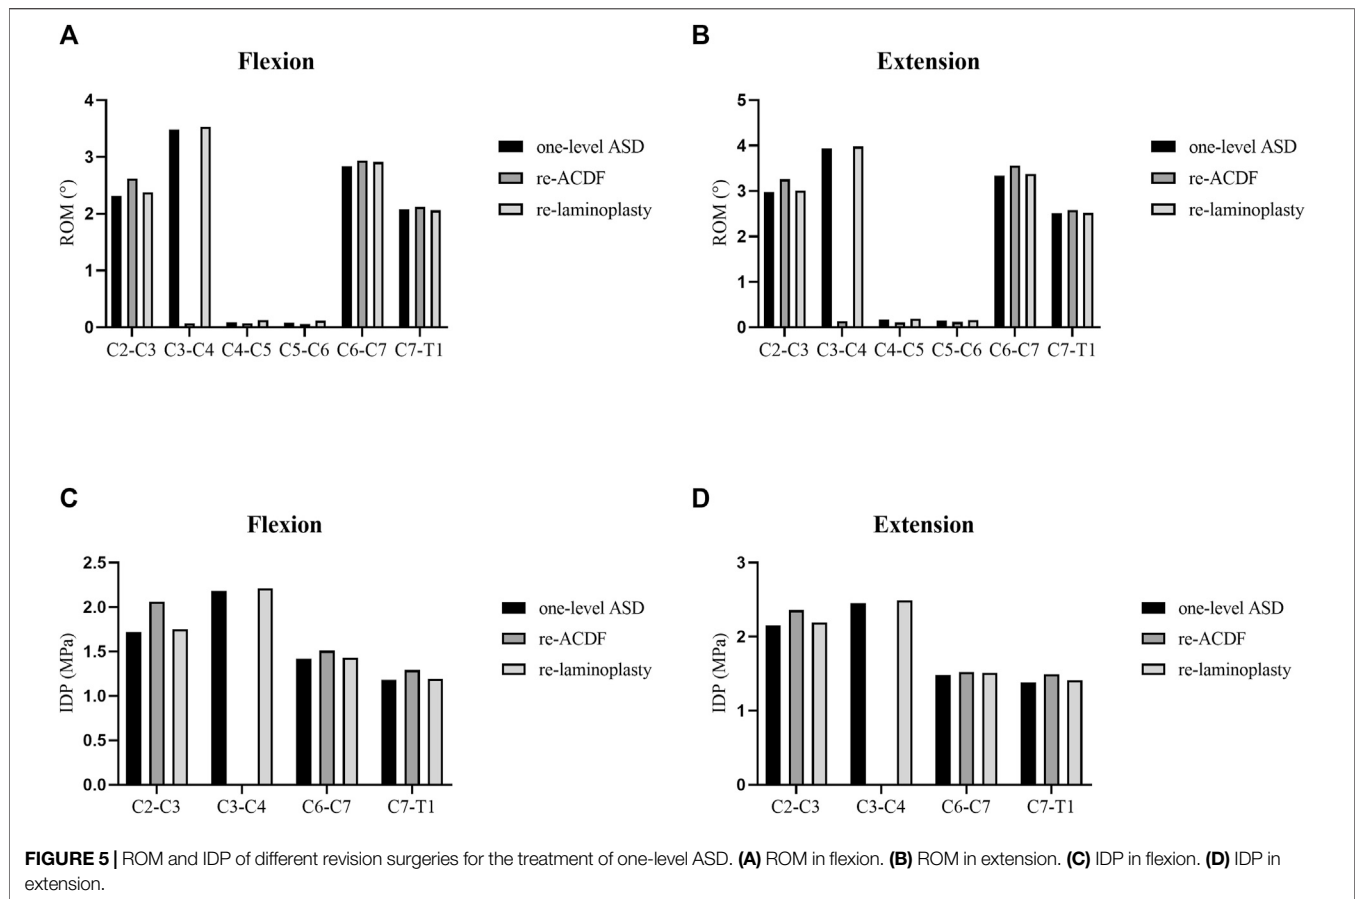 A
Flexion
4
3
2
1
0
ROM (°)
C2-C3 C3-C4 C4-C5 C5-C6 C6-C7 C7-T1
one-level ASD
re-ACDF
re-laminoplasty
B
Extension
5
4
3
2
1
0
ROM (°)
C2-C3 C3-C4 C4-C5 C5-C6 C6-C7 C7-T1
one-level ASD
re-ACDF
re-laminoplasty
C
Flexion
2.5
2.0
1.5
1.0
0.5
0.0
IDP (MPa)
C2-C3 C3-C4 C6-C7 C7-T1
one-level ASD
re-ACDF
re-laminoplasty
D
Extension
3
2
1
0
IDP (MPa)
C2-C3 C3-C4 C6-C7 C7-T1
one-level ASD
re-ACDF
re-laminoplasty
FIGURE 5 | ROM and IDP of different revision surgeries for the treatment of one-level ASD. (A) ROM in flexion. (B) ROM in extension. (C) IDP in flexion. (D) IDP in
extension.